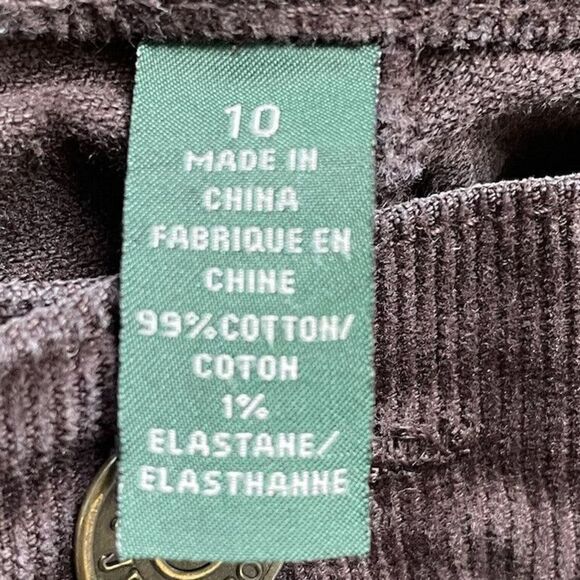 10
MADE IN
CHINA
FABRIQUE EN
CHINE
99%COTTON/
COTON
1%
ELASTANE/
ELASTHANNE